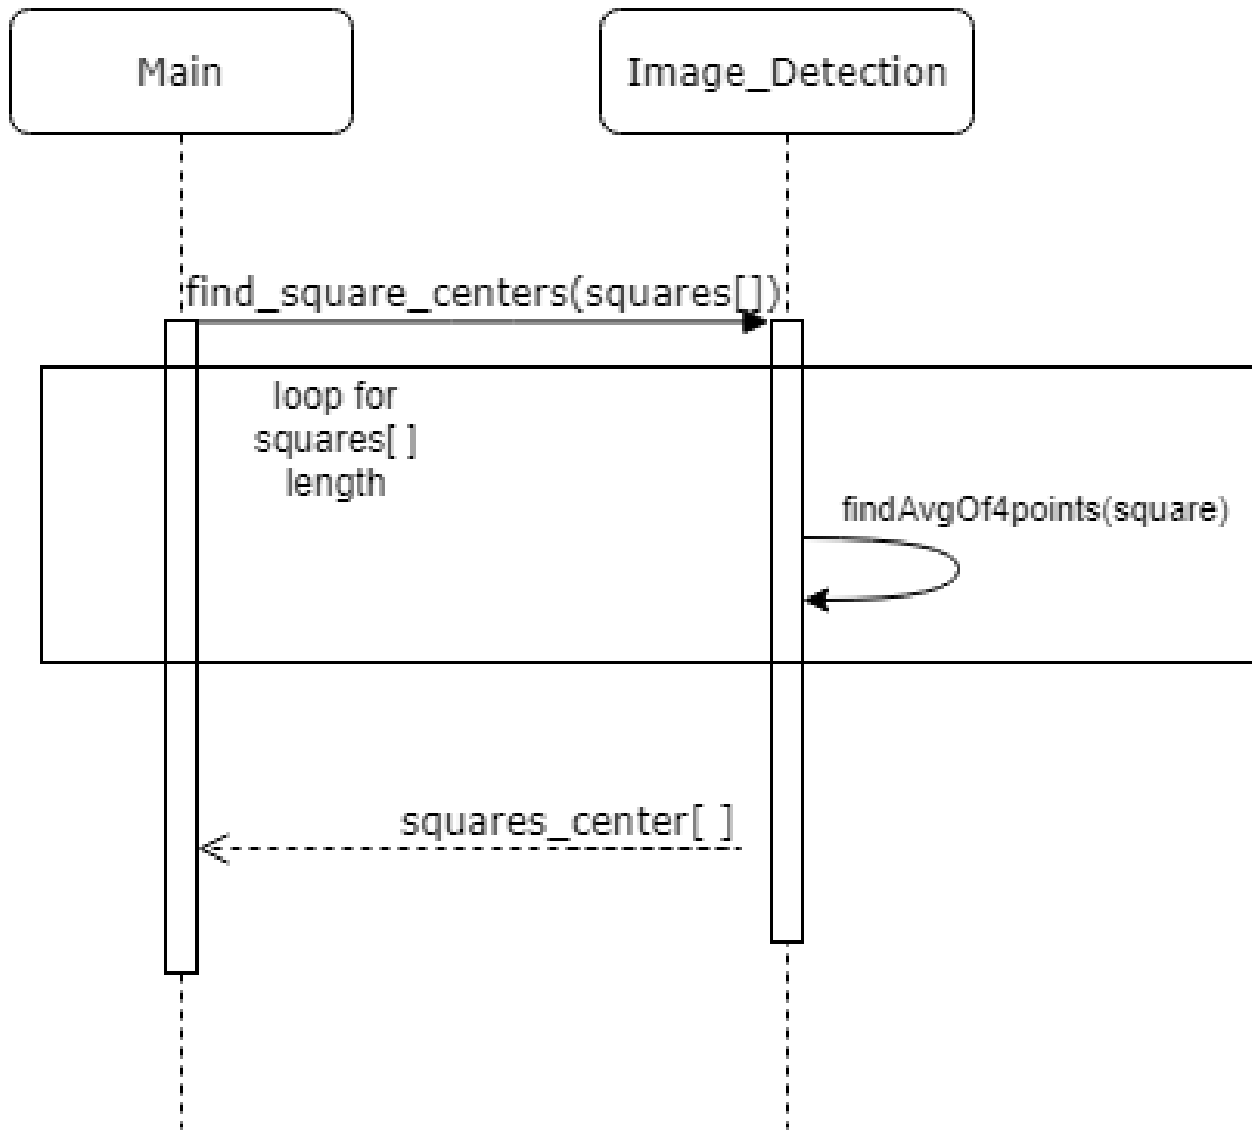 Main
Image_Detection
find_square_centers(squares[])
loop for
squares[ ]
length
findAvgOf4points(square)
squares_center[ ]